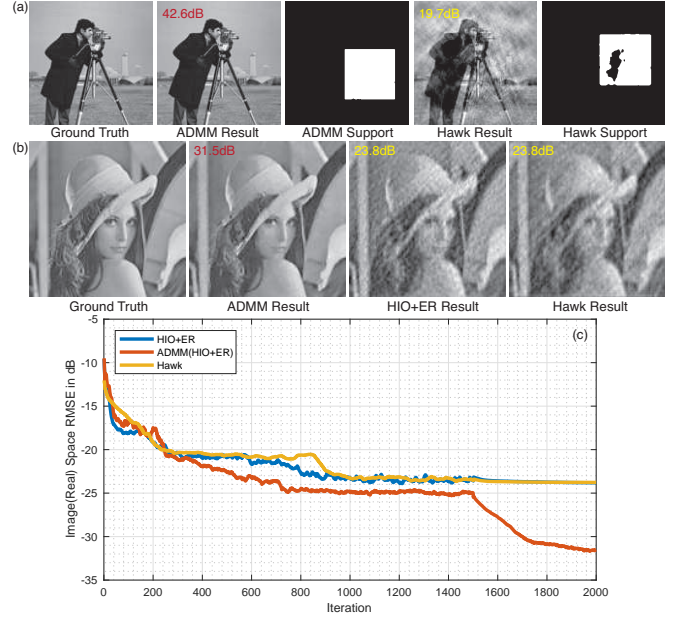 (a)
42.6dB
19.7dB
Ground Truth
ADMM Result
ADMM Support
Hawk Result
Hawk Support
(b)
31.5dB
23.8dB
23.8dB
Ground Truth
ADMM Result
HIO+ER Result
Hawk Result
(c)
HIO+ER
ADMM(HIO+ER)
Hawk
Image(Real) Space RMSE in dB
-5
-10
-15
-20
-25
-30
-35
0
200
400
600
800
1000
1200
1400
1600
1800
2000
Iteration